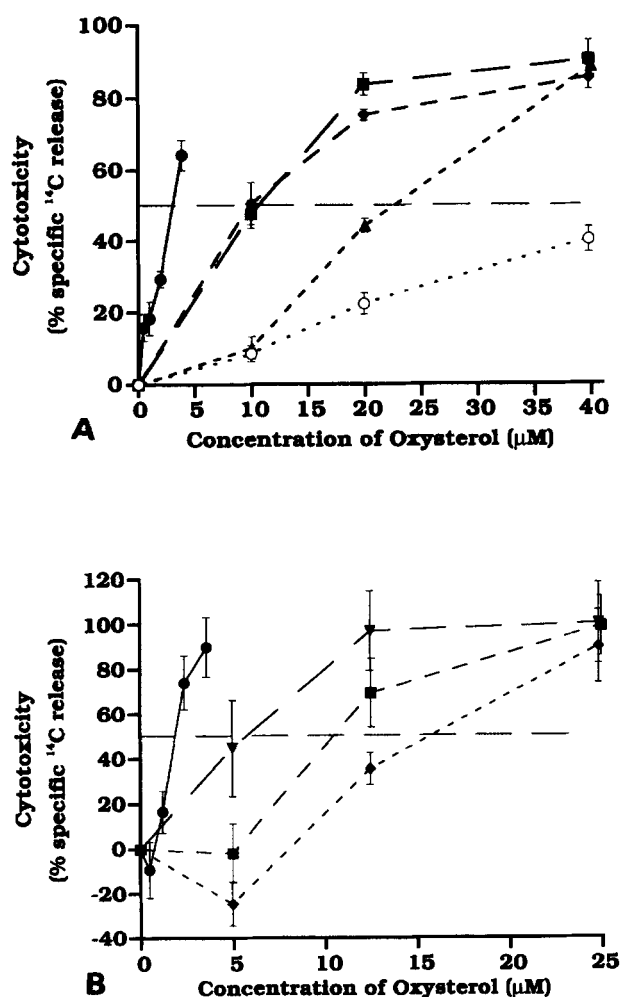 100
80
60
40
20
0
Cytotoxicity
(% specific ¹⁴C release)
0 5 10 15 20 25 30 35 40
A
Concentration of Oxysterol (µM)
120
100
80
60
40
20
0
-20
-40
Cytotoxicity
(% specific ¹⁴C release)
0 5 10 15 20 25
B
Concentration of Oxysterol (µM)